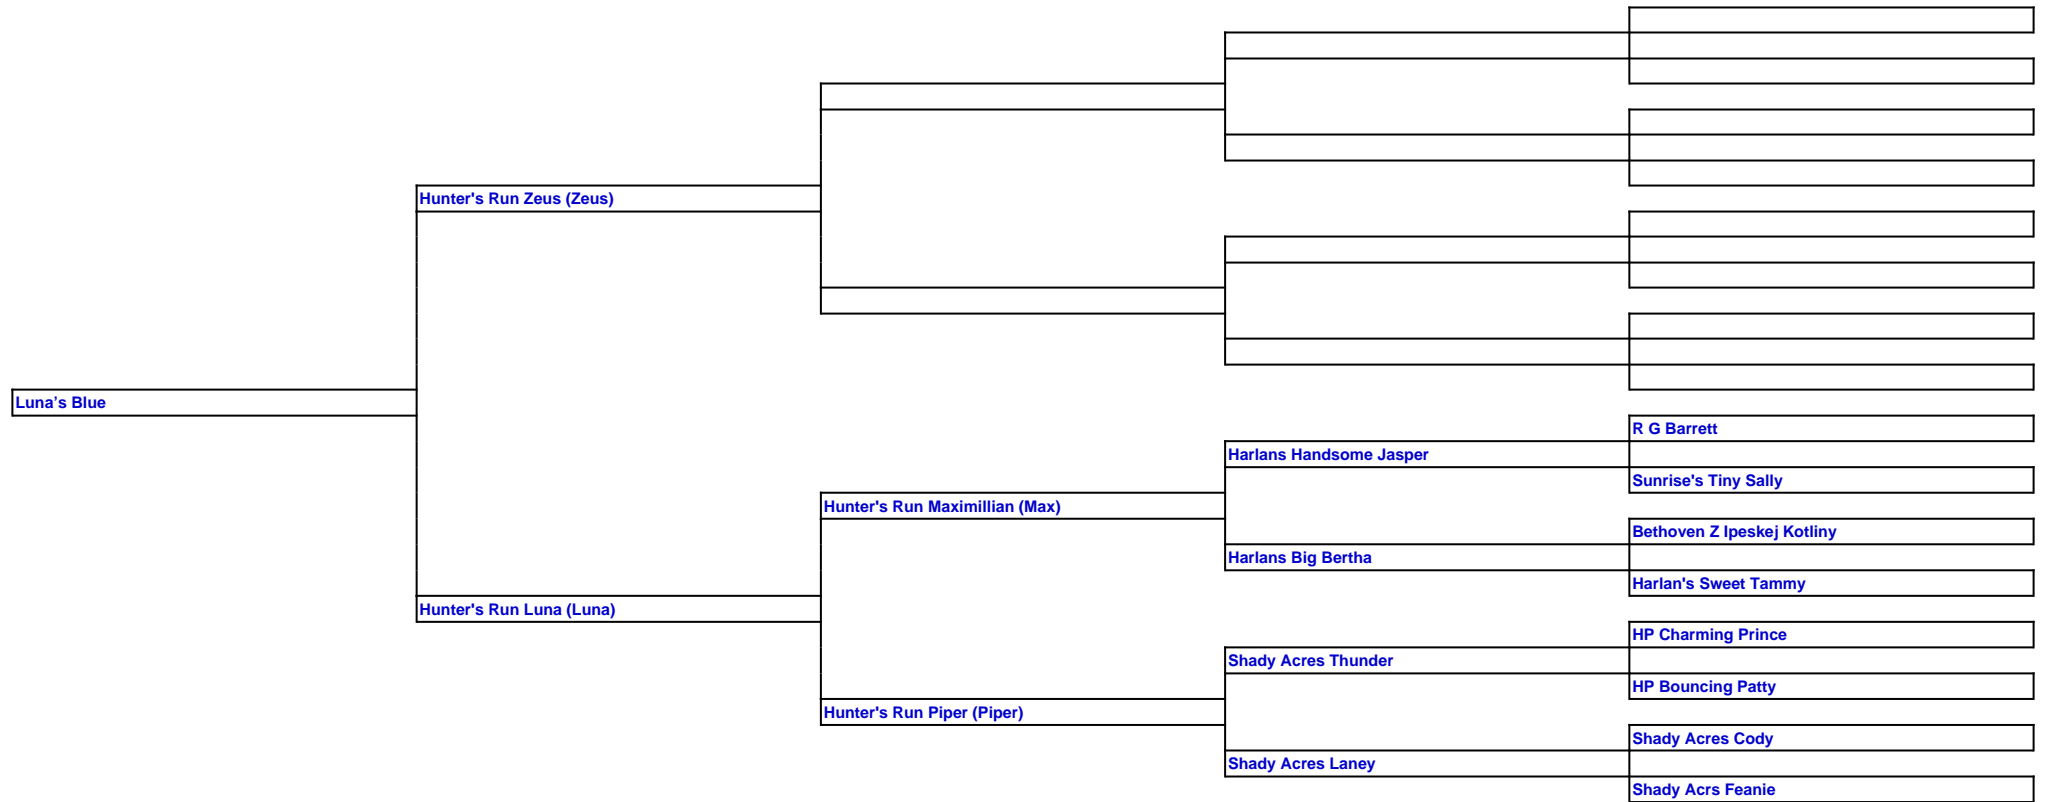 Hunter's Run Zeus (Zeus)
Luna’s Blue
R G Barrett
Harlans Handsome Jasper
Sunrise's Tiny Sally
Hunter's Run Maximillian (Max)
Bethoven Z Ipeskej Kotliny
Harlans Big Bertha
Harlan's Sweet Tammy
Hunter's Run Luna (Luna)
HP Charming Prince
Shady Acres Thunder
HP Bouncing Patty
Hunter's Run Piper (Piper)
Shady Acres Cody
Shady Acres Laney
Shady Acrs Feanie